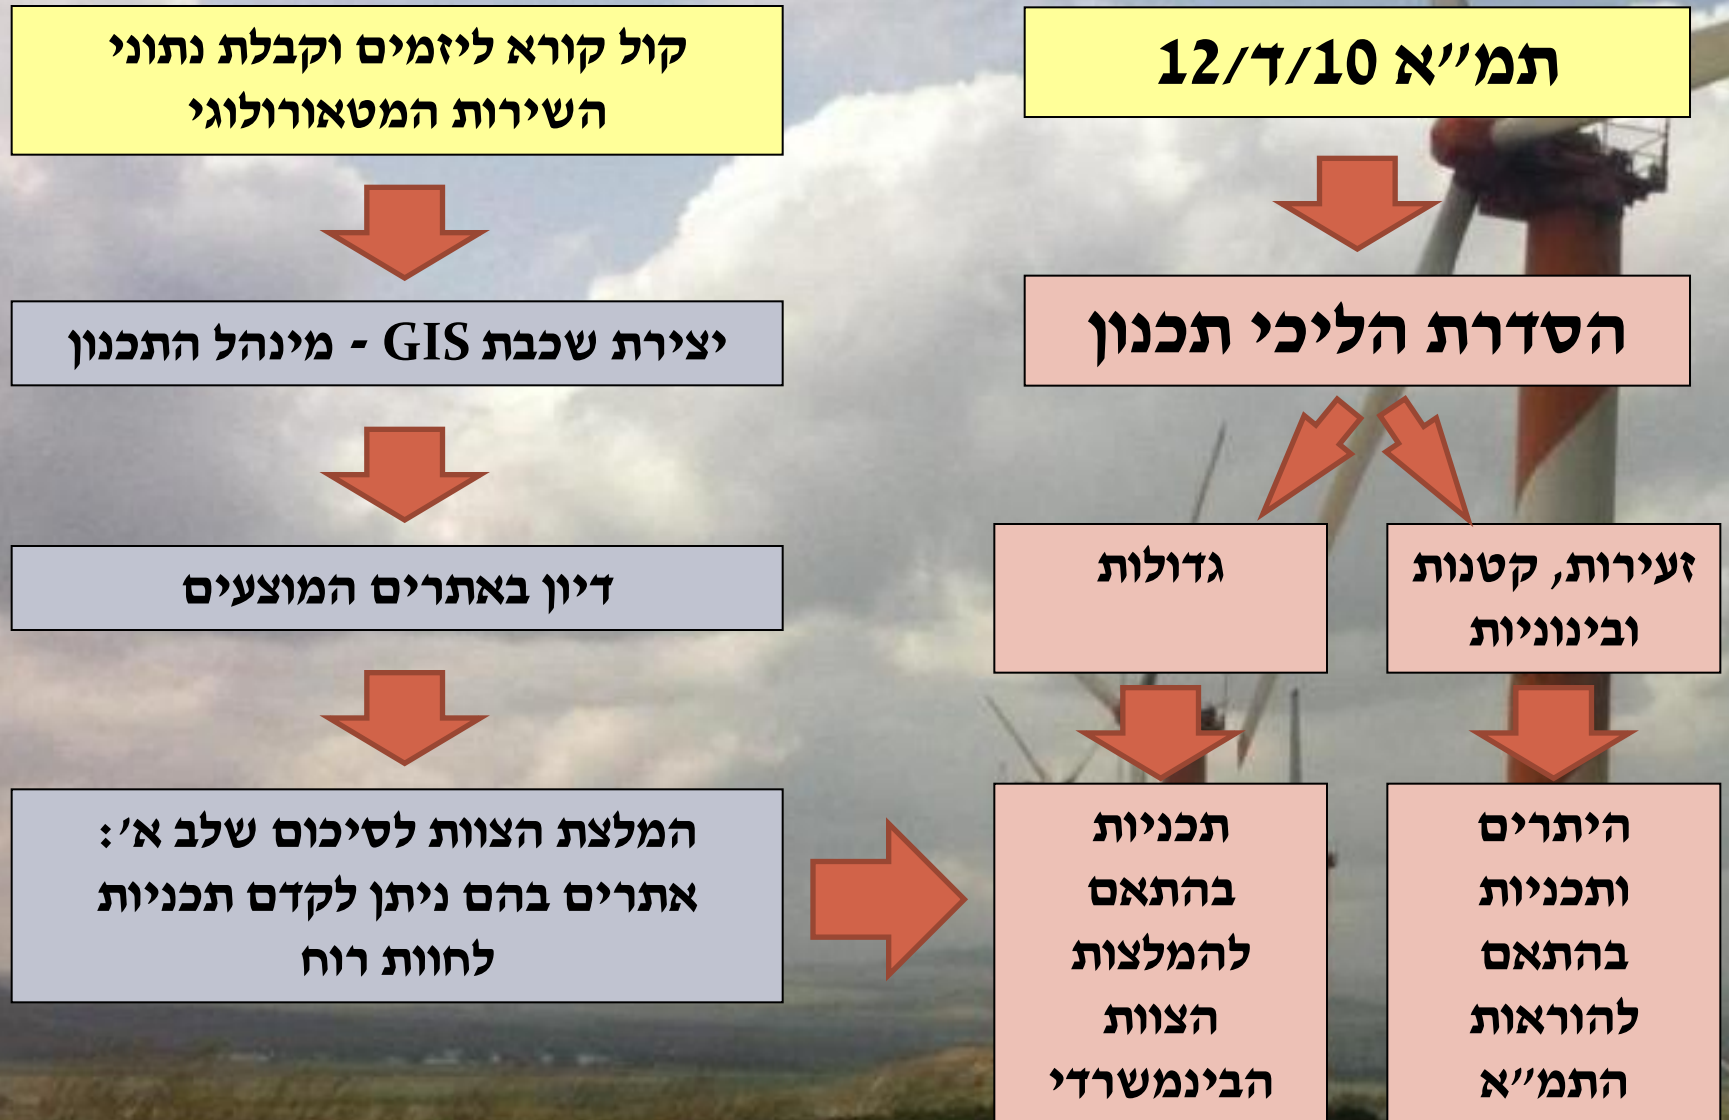 תמ״א 10/ד/12
הסדרת הליכי תכנון
זעירות, קטנות
ובינוניות
היתרים
ותכניות
בהתאם
להוראות
התמ״א
גדולות
תכניות
בהתאם
להמלצות
הצוות
הבינמשרדי
קול קורא ליזמים וקבלת נתוני
השירות המטאורולוגי
יצירת שכבת GIS - מינהל התכנון
דיון באתרים המוצעים
המלצת הצוות לסיכום שלב א׳:
אתרים בהם ניתן לקדם תכניות
לחוות רוח